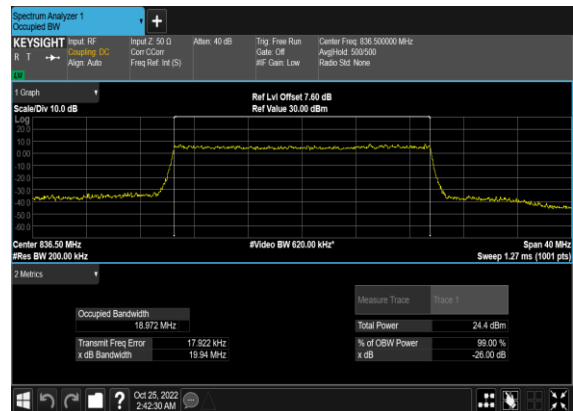 Spectrum Analyzer 1
Occupied BW
+
KEYSIGHT Input: RF Input Z: 50 Ω Atten: 40 dB Trig: Free Run Center Freq: 836.500000 MHz
R T Coupling: DC Corr CCorr Gate: Off Avg|Hold: 500/500
Align: Auto Freq Ref: Int (S) #IF Gain: Low Radio Std: None
1 Graph Ref Lvl Offset 7.60 dB
Scale/Div 10.0 dB Ref Value 30.00 dBm
Log
20.0
10.0
0.00
-10.0
-20.0
-30.0
-40.0
-50.0
-60.0
Center 836.50 MHz #Video BW 620.00 kHz* Span 40 MHz
#Res BW 200.00 kHz Sweep 1.27 ms (1001 pts)
2 Metrics
Measure Trace Trace 1
Occupied Bandwidth
18.972 MHz Total Power 24.4 dBm
Transmit Freq Error 17.922 kHz % of OBW Power 99.00 %
x dB Bandwidth 19.94 MHz x dB -26.00 dB
? Oct 25, 2022
2:42:30 AM